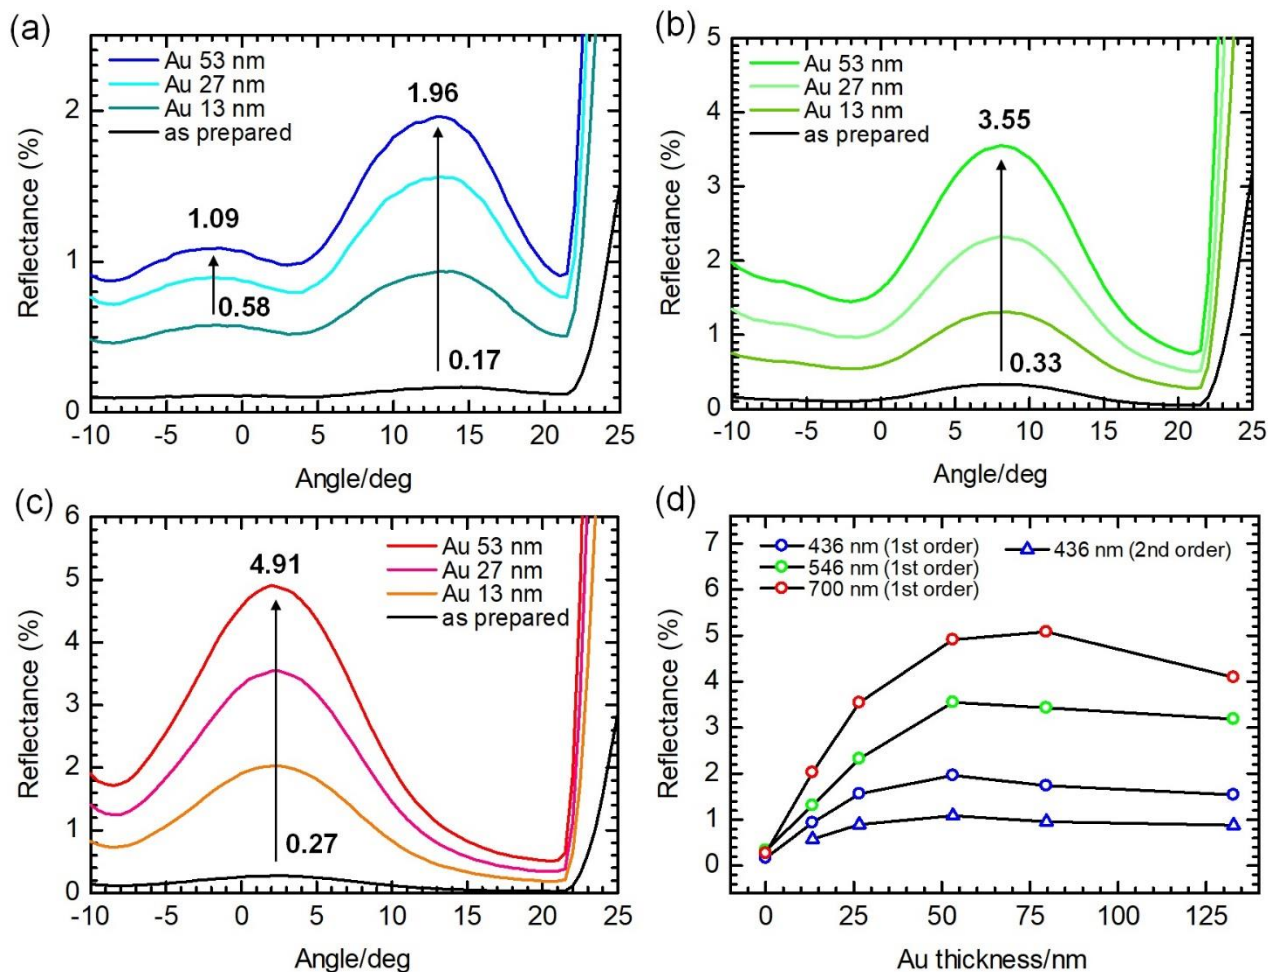 (a)
Au 53 nm
Au 27 nm
Au 13 nm
as prepared
1.96
1.09
0.58
0.17
2
1
0
Reflectance (%)
-10 -5 0 5 10 15 20 25
Angle/deg
(b)
Au 53 nm
Au 27 nm
Au 13 nm
as prepared
3.55
0.33
5
4
3
2
1
0
Reflectance (%)
-10 -5 0 5 10 15 20 25
Angle/deg
(c)
Au 53 nm
Au 27 nm
Au 13 nm
as prepared
4.91
0.27
6
5
4
3
2
1
0
Reflectance (%)
-10 -5 0 5 10 15 20 25
Angle/deg
(d)
436 nm (1st order)
546 nm (1st order)
700 nm (1st order)
436 nm (2nd order)
7
6
5
4
3
2
1
0
Reflectance (%)
0 25 50 75 100 125
Au thickness/nm